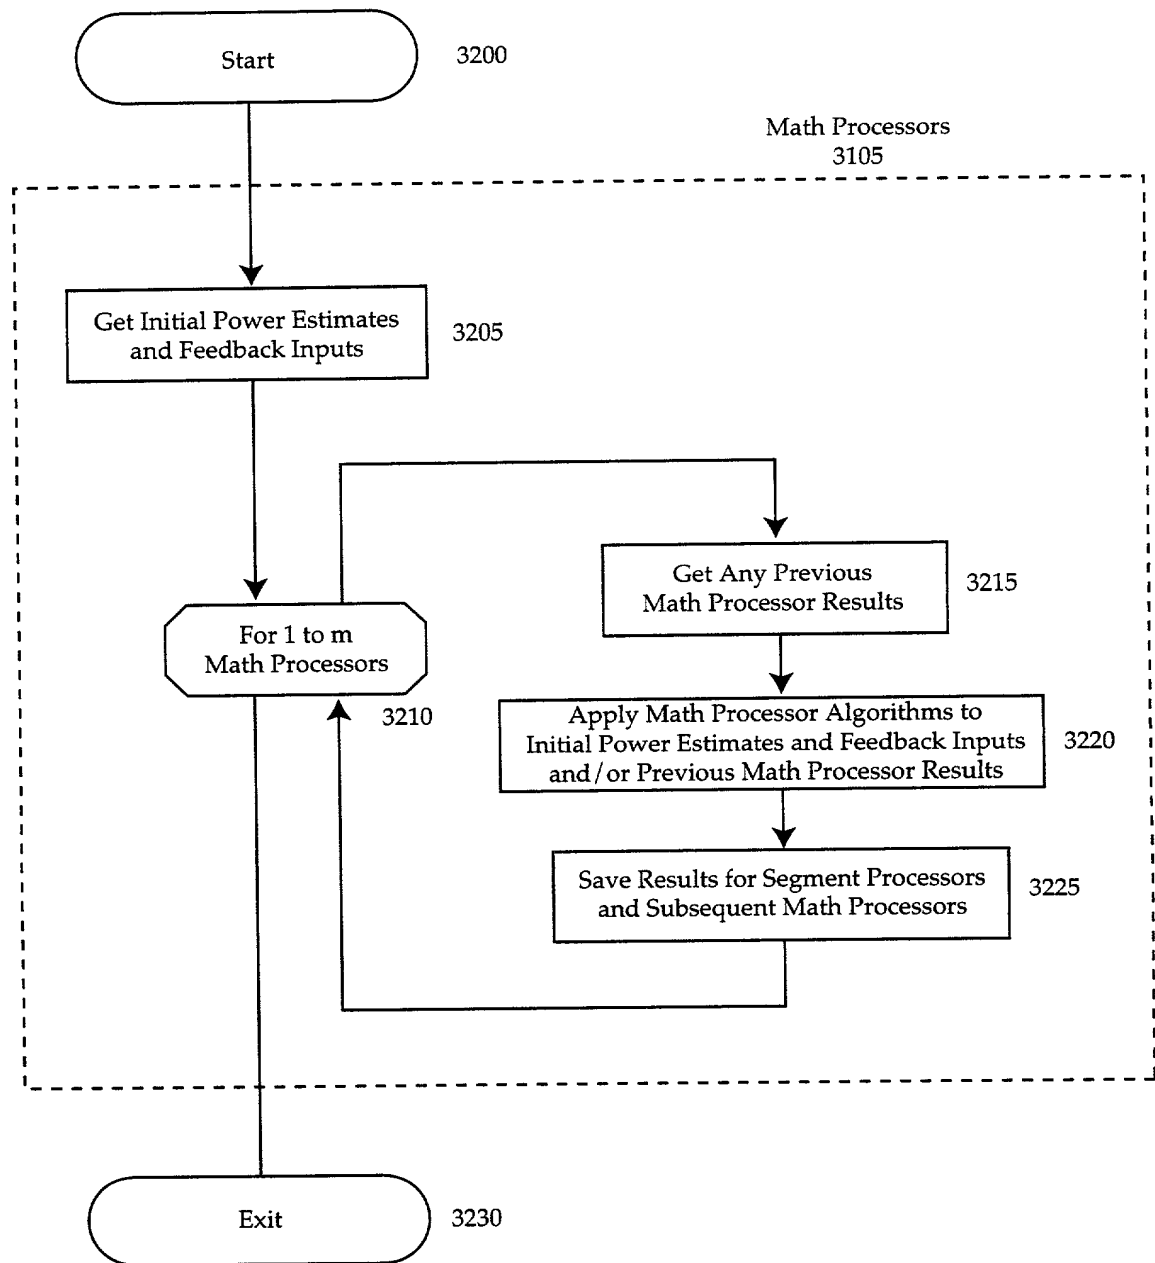 Start
3200
Math Processors
3105
Get Initial Power Estimates
and Feedback Inputs
3205
Get Any Previous
Math Processor Results
3215
For 1 to m
Math Processors
3210
Apply Math Processor Algorithms to
Initial Power Estimates and Feedback Inputs
and/or Previous Math Processor Results
3220
Save Results for Segment Processors
and Subsequent Math Processors
3225
Exit
3230